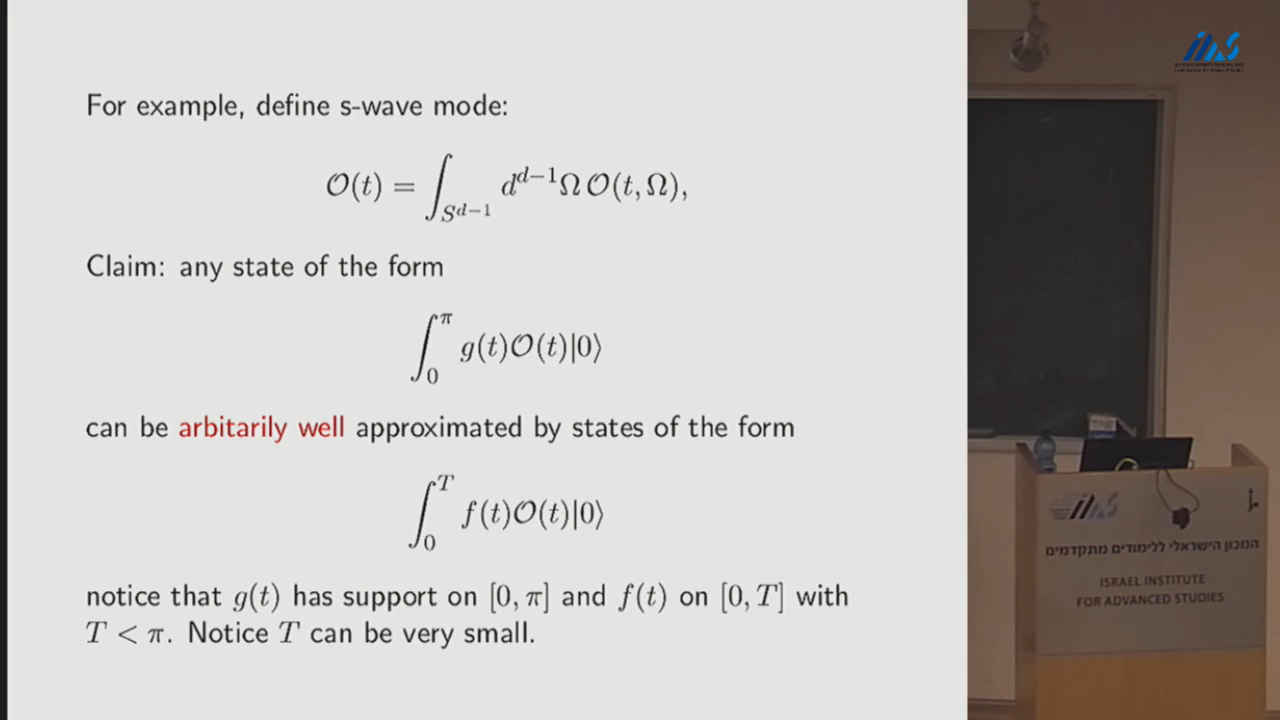 For example, define s-wave mode:
𝒪(t) = ∫_{S^{d−1}} d^{d−1}Ω 𝒪(t, Ω),
Claim: any state of the form
∫_0^π g(t)𝒪(t)|0⟩
can be arbitarily well approximated by states of the form
∫_0^T f(t)𝒪(t)|0⟩
notice that g(t) has support on [0, π] and f(t) on [0, T] with
T < π. Notice T can be very small.
המכון הישראלי ללימודים מתקדמים
ISRAEL INSTITUTE
FOR ADVANCED STUDIES